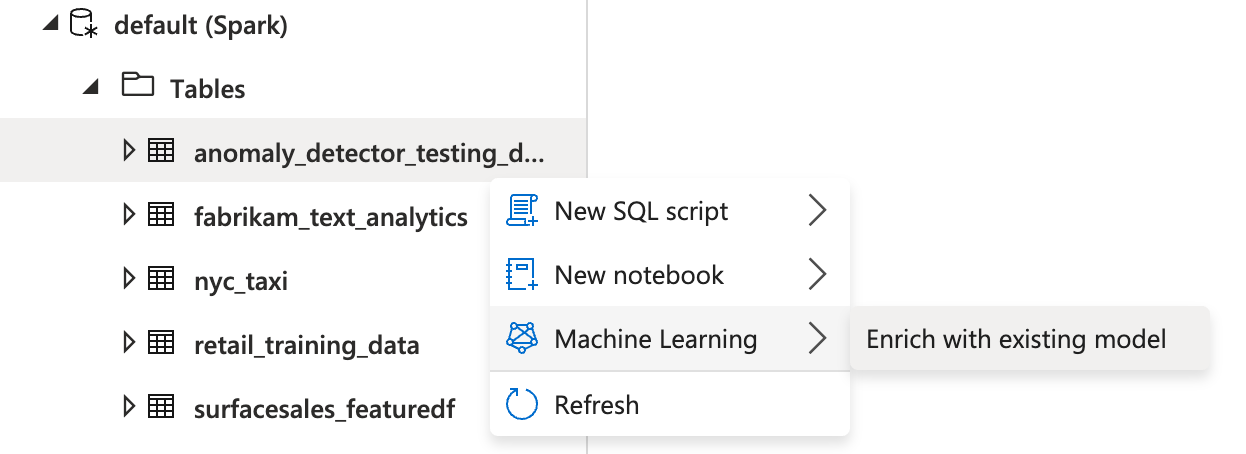 default (Spark)
Tables
anomaly_detector_testing_d...
fabrikam_text_analytics
nyc_taxi
retail_training_data
surfacesales_featuredf
New SQL script
New notebook
Machine Learning
Refresh
Enrich with existing model